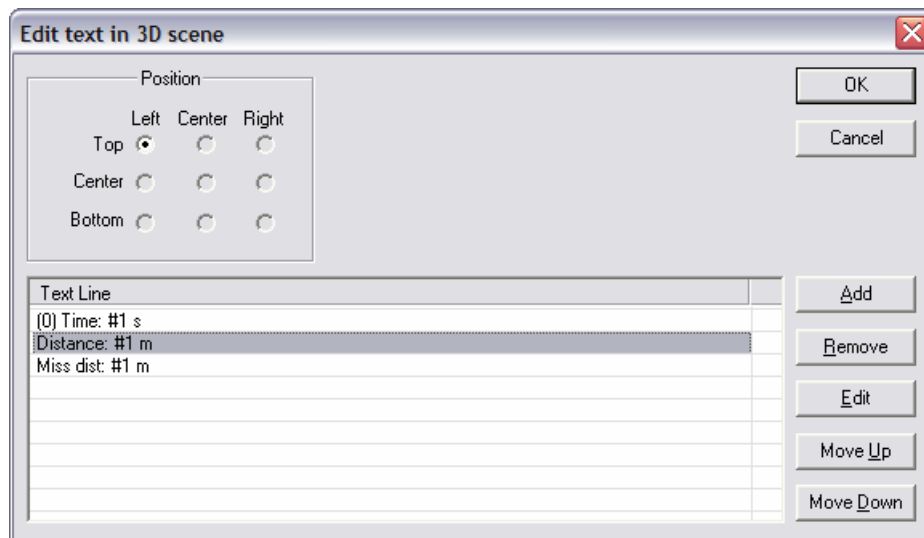 Edit text in 3D scene
Position
Left Center Right
Top
Center
Bottom
OK
Cancel
Text Line
(0) Time: #1 s
Distance: #1 m
Miss dist: #1 m
Add
Remove
Edit
Move Up
Move Down